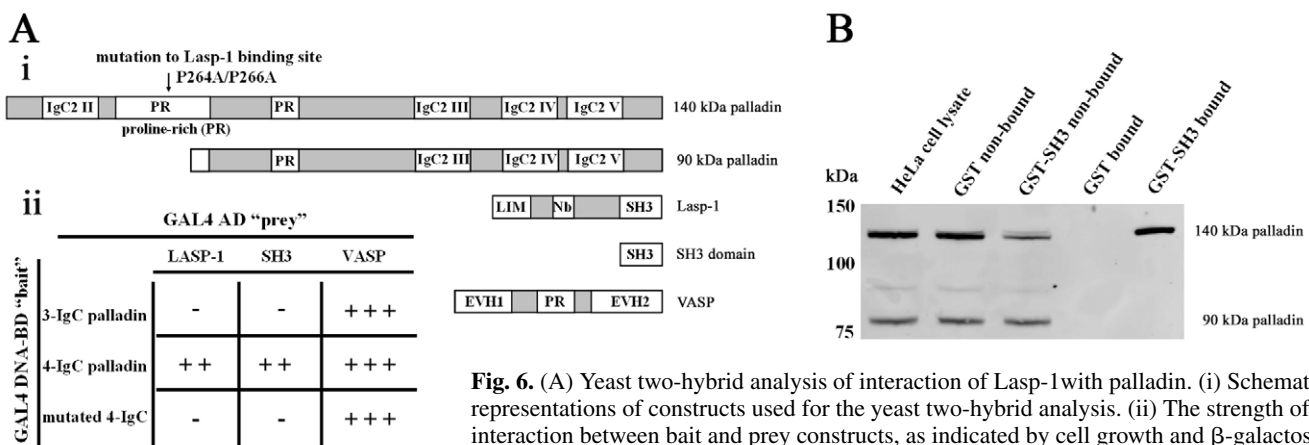 A
i
mutation to Lasp-1 binding site
P264A/P266A
IgC2 II PR PR IgC2 III IgC2 IV IgC2 V 140 kDa palladin
proline-rich (PR)
PR IgC2 III IgC2 IV IgC2 V 90 kDa palladin
LIM Nb SH3 Lasp-1
SH3 SH3 domain
EVH1 PR EVH2 VASP
ii
GAL4 AD “prey”
GAL4 DNA-BD “bait”
LASP-1 SH3 VASP
3-IgC palladin - - +++
4-IgC palladin ++ ++ +++
mutated 4-IgC - - +++
B
HeLa cell lysate
GST non-bound
GST-SH3 non-bound
GST bound
GST-SH3 bound
kDa
150
100
75
140 kDa palladin
90 kDa palladin
Fig. 6. (A) Yeast two-hybrid analysis of interaction of Lasp-1with palladin. (i) Schemat
representations of constructs used for the yeast two-hybrid analysis. (ii) The strength of
interaction between bait and prey constructs, as indicated by cell growth and β-galactos